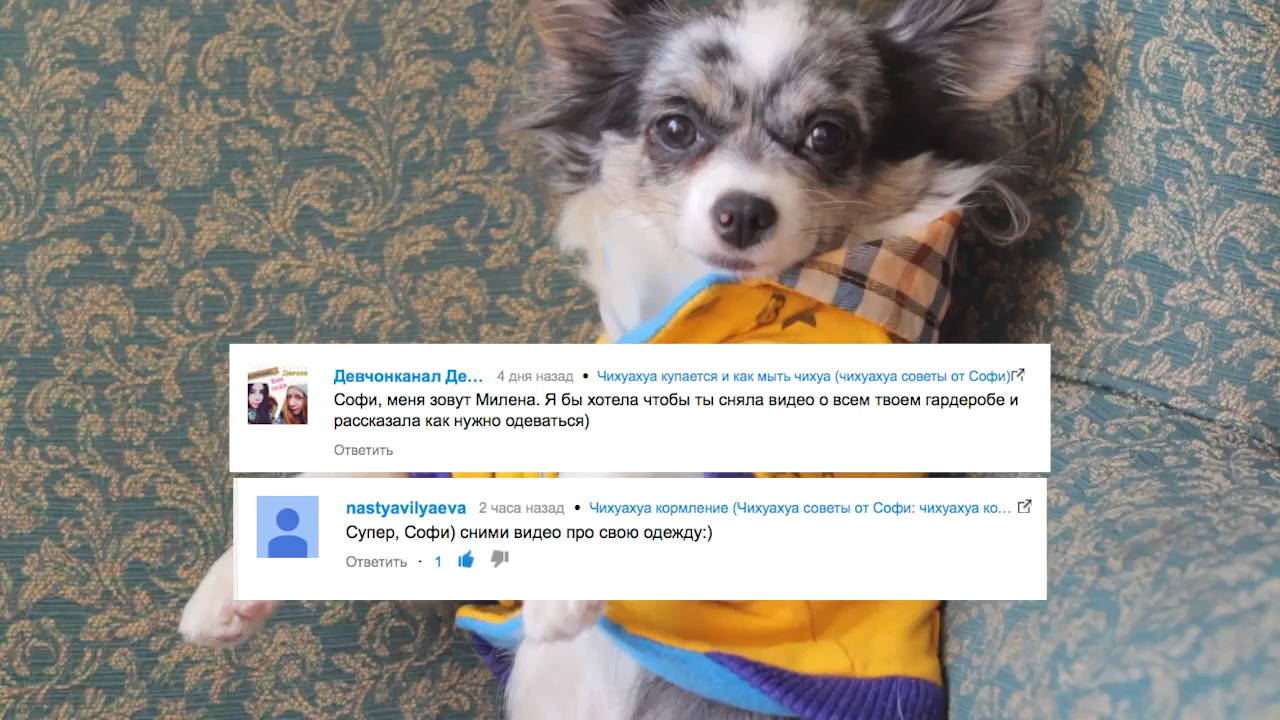 Девчонканал Де... 4 дня назад • Чихуахуа купается и как мыть чихуа (чихуахуа советы от Софи)
Софи, меня зовут Милена. Я бы хотела чтобы ты сняла видео о всем твоем гардеробе и
рассказала как нужно одеваться)
Ответить
nastyavilyaeva 2 часа назад • Чихуахуа кормление (Чихуахуа советы от Софи: чихуахуа ко...
Супер, Софи) сними видео про свою одежду:)
Ответить · 1